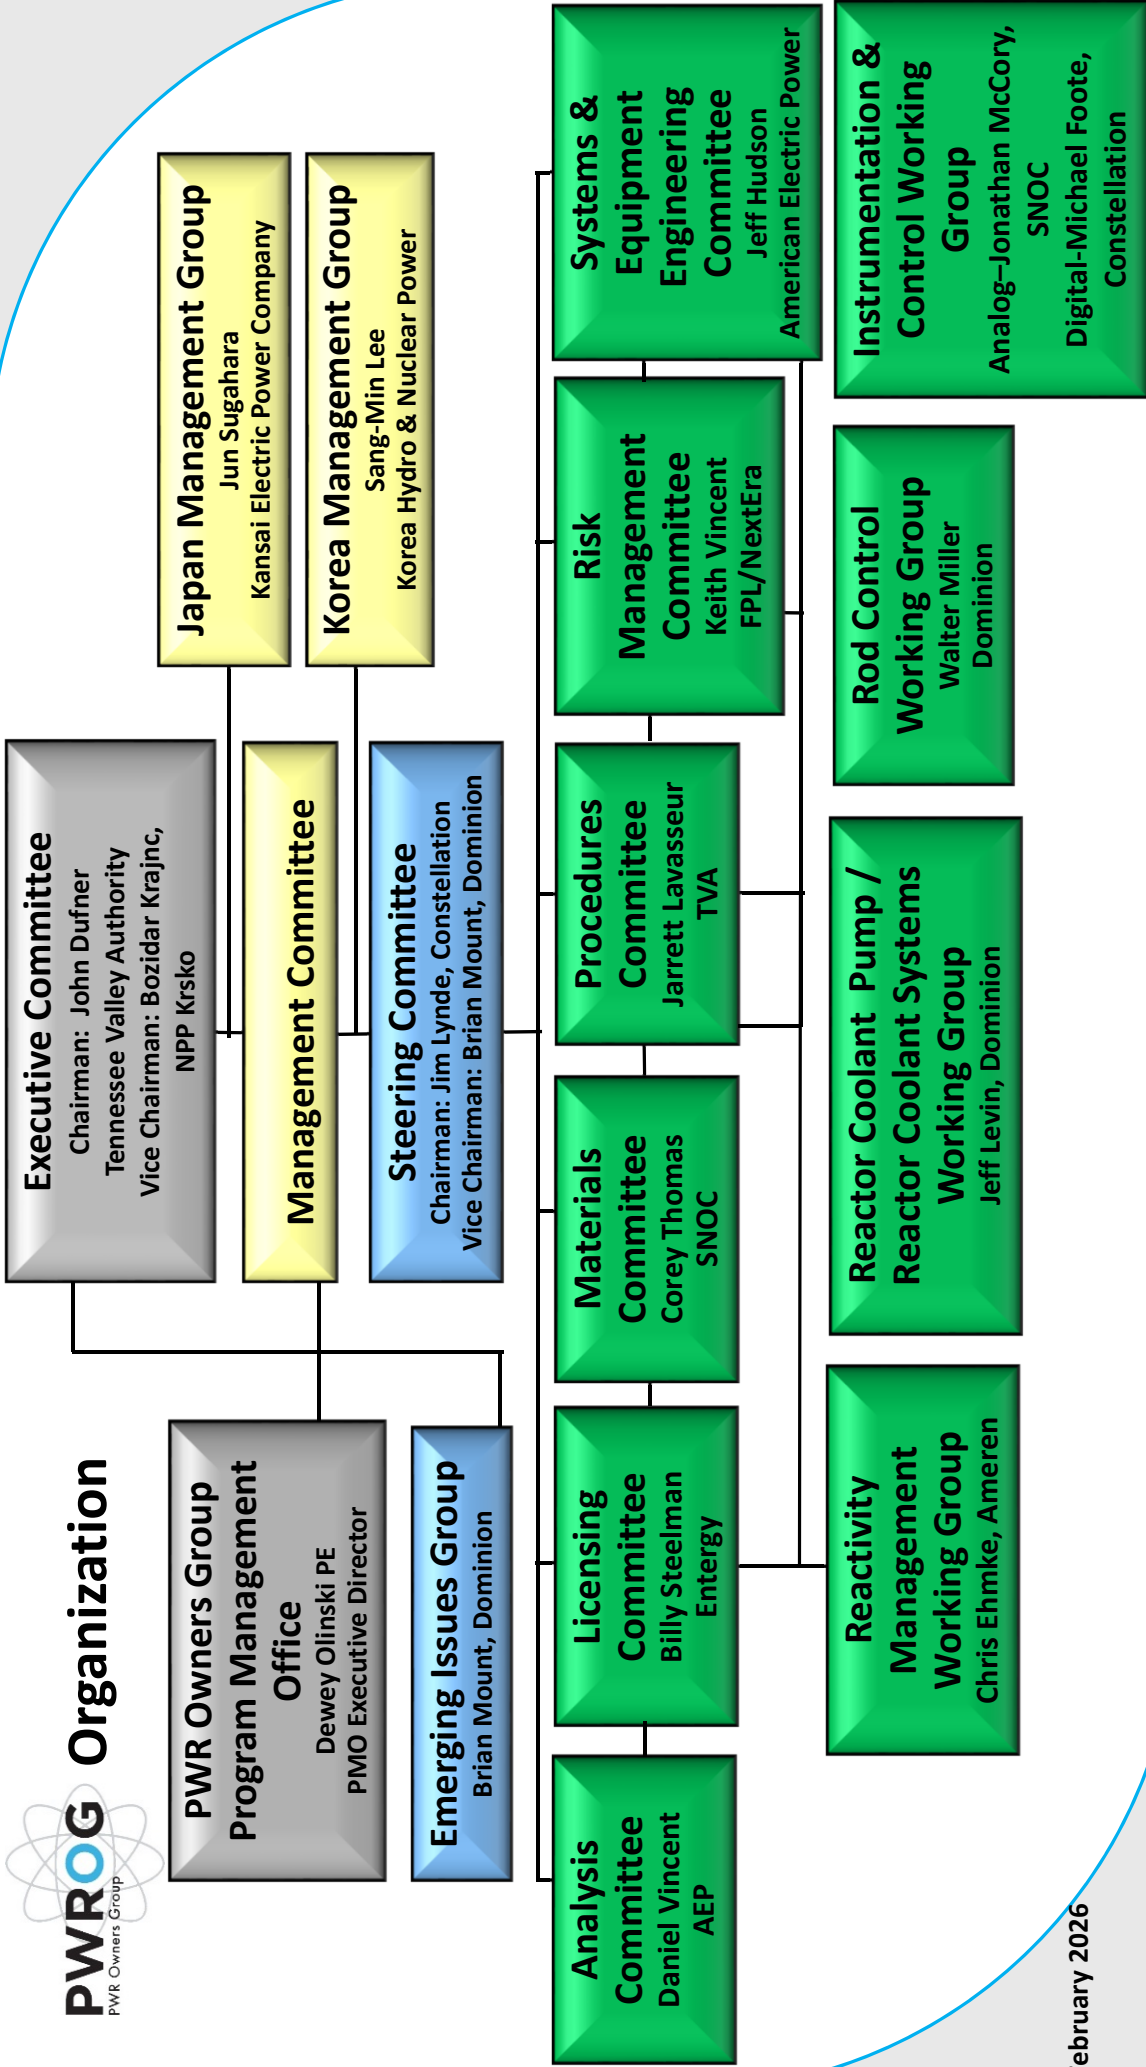 PWROG
PWR Owners Group
Organization
Executive Committee
Chairman: John Dufner
Tennessee Valley Authority
Vice Chairman: Bozidar Krajnc,
NPP Krsko
Japan Management Group
Jun Sugahara
Kansai Electric Power Company
PWR Owners Group
Program Management
Office
Dewey Olinski PE
PMO Executive Director
Management Committee
Korea Management Group
Sang-Min Lee
Korea Hydro & Nuclear Power
Emerging Issues Group
Brian Mount, Dominion
Steering Committee
Chairman: Jim Lynde, Constellation
Vice Chairman: Brian Mount, Dominion
Analysis
Committee
Daniel Vincent
AEP
Licensing
Committee
Billy Steelman
Entergy
Materials
Committee
Corey Thomas
SNOC
Procedures
Committee
Jarrett Lavasseur
TVA
Risk
Management
Committee
Keith Vincent
FPL/NextEra
Systems &
Equipment
Engineering
Committee
Jeff Hudson
American Electric Power
Reactivity
Management
Working Group
Chris Ehmke, Ameren
Reactor Coolant Pump /
Reactor Coolant Systems
Working Group
Jeff Levin, Dominion
Rod Control
Working Group
Walter Miller
Dominion
Instrumentation &
Control Working
Group
Analog–Jonathan McCory,
SNOC
Digital-Michael Foote,
Constellation
ebruary 2026